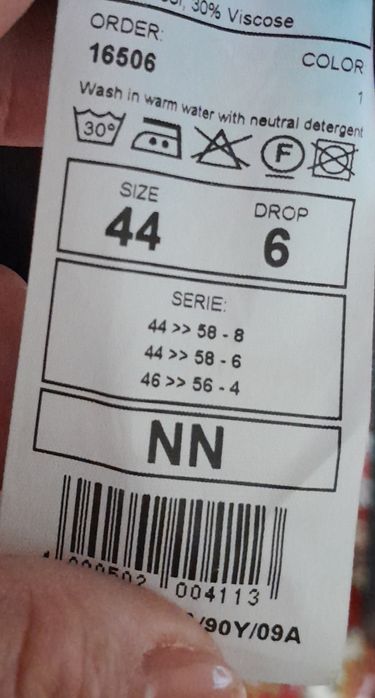 30% Viscose
ORDER: COLOR
16506 1
Wash in warm water with neutral detergent
30° F
SIZE DROP
44 6
SERIE:
44 >> 58 - 8
44 >> 58 - 6
46 >> 56 - 4
NN
004113
/90Y/09A